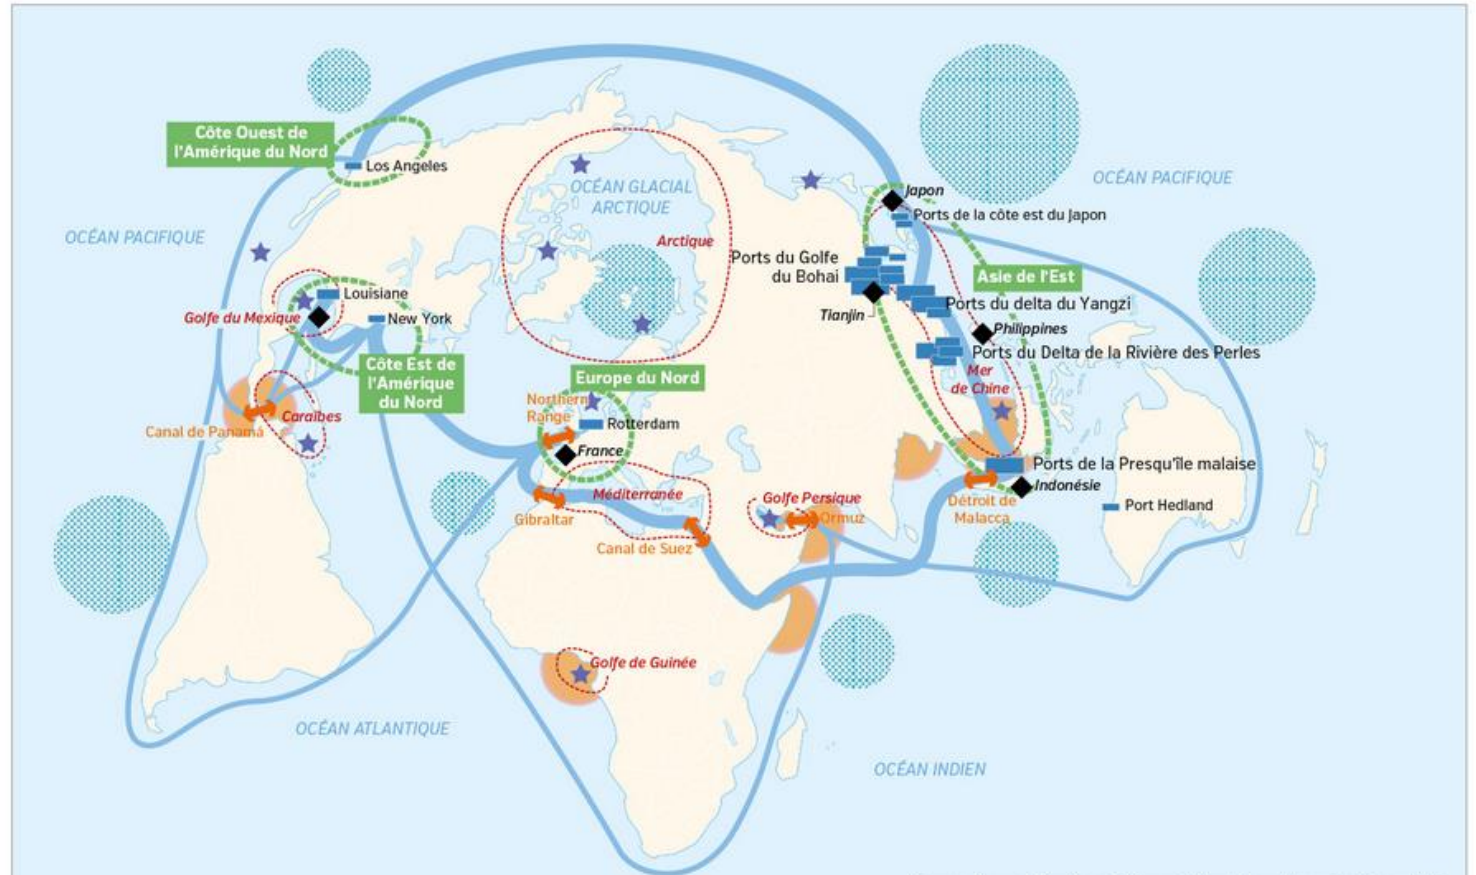 Côte Ouest de
l'Amérique du Nord
Los Angeles
OCÉAN PACIFIQUE
OCÉAN GLACIAL
ARCTIQUE
Arctique
OCÉAN PACIFIQUE
Japon
Ports de la côte est du Japon
Ports du Golfe
du Bohai
Asie de l'Est
Tianjin
Ports du delta du Yangzi
Philippines
Ports du Delta de la Rivière des Perles
Mer
de Chine
Louisiane
Golfe du Mexique
New York
Côte Est de
l'Amérique
du Nord
Europe du Nord
Northern
Range
Rotterdam
France
Caraïbes
Canal de Panamá
Méditerranée
Gibraltar
Canal de Suez
Golfe Persique
Ormuz
Ports de la Presqu'île malaise
Indonésie
Détroit de
Malacca
Port Hedland
Golfe de Guinée
OCÉAN ATLANTIQUE
OCÉAN INDIEN